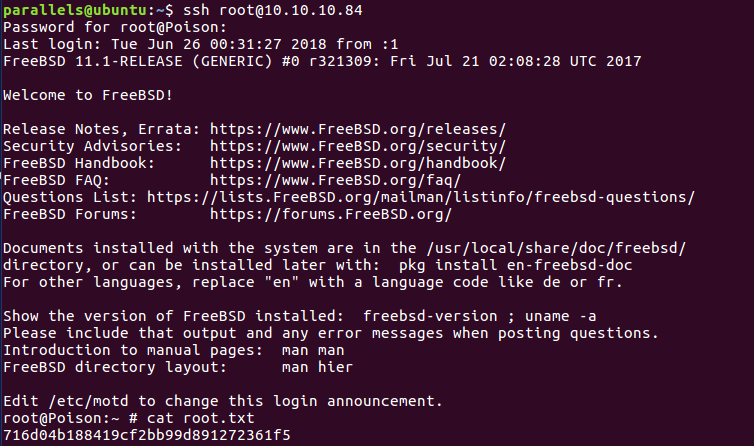 parallels@ubuntu:~$ ssh root@10.10.10.84
Password for root@Poison:
Last login: Tue Jun 26 00:31:27 2018 from :1
FreeBSD 11.1-RELEASE (GENERIC) #0 r321309: Fri Jul 21 02:08:28 UTC 2017

Welcome to FreeBSD!

Release Notes, Errata: https://www.FreeBSD.org/releases/
Security Advisories:   https://www.FreeBSD.org/security/
FreeBSD Handbook:      https://www.FreeBSD.org/handbook/
FreeBSD FAQ:           https://www.FreeBSD.org/faq/
Questions List: https://lists.FreeBSD.org/mailman/listinfo/freebsd-questions/
FreeBSD Forums:        https://forums.FreeBSD.org/

Documents installed with the system are in the /usr/local/share/doc/freebsd/
directory, or can be installed later with:  pkg install en-freebsd-doc
For other languages, replace "en" with a language code like de or fr.

Show the version of FreeBSD installed:  freebsd-version ; uname -a
Please include that output and any error messages when posting questions.
Introduction to manual pages:  man man
FreeBSD directory layout:      man hier

Edit /etc/motd to change this login announcement.
root@Poison:~ # cat root.txt
716d04b188419cf2bb99d891272361f5